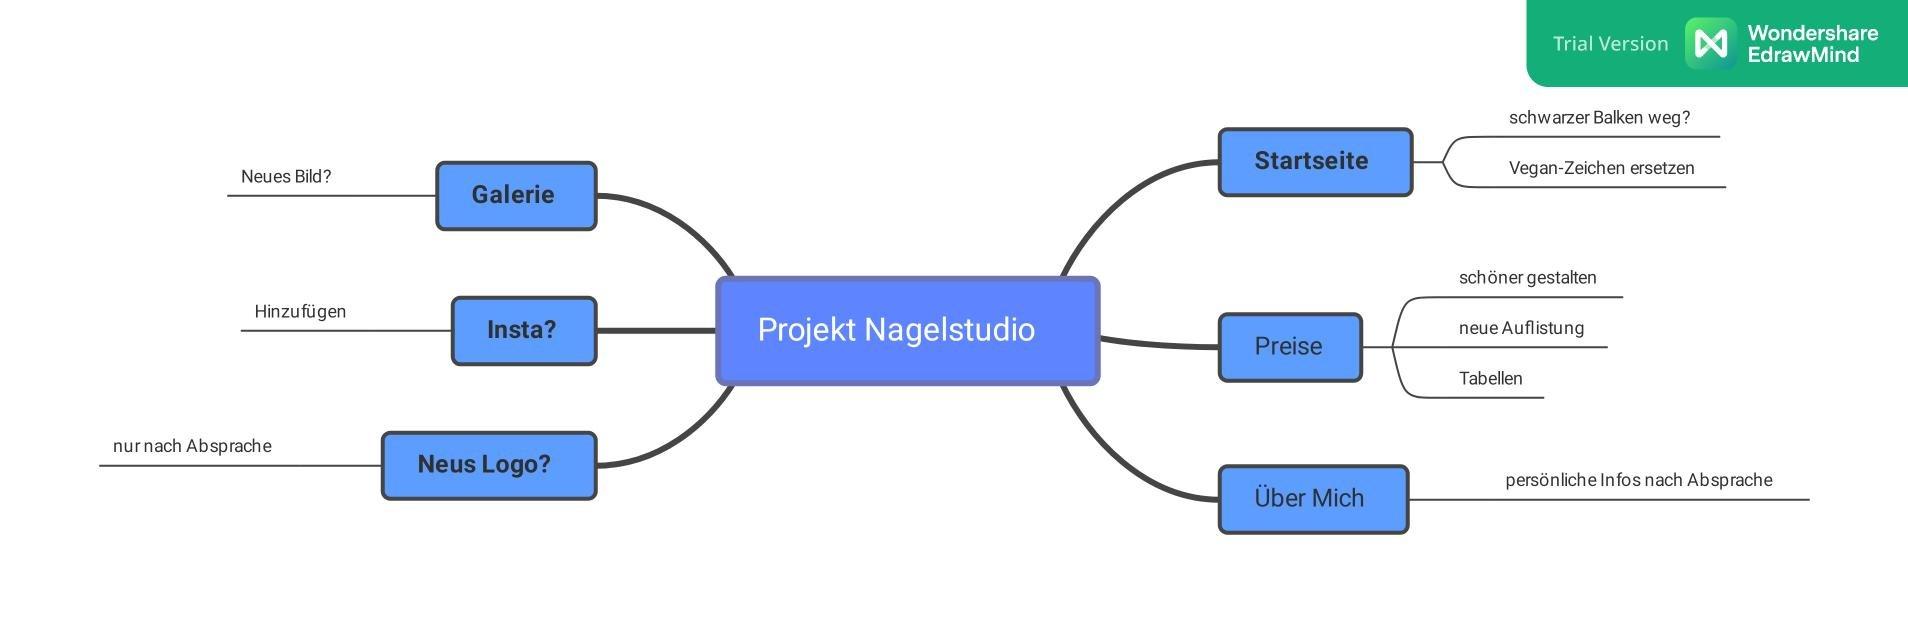 Trial Version
Wondershare
EdrawMind
Projekt Nagelstudio
Startseite
schwarzer Balken weg?
Vegan-Zeichen ersetzen
Preise
schöner gestalten
neue Auflistung
Tabellen
Über Mich
persönliche Infos nach Absprache
Galerie
Neues Bild?
Insta?
Hinzufügen
Neus Logo?
nur nach Absprache